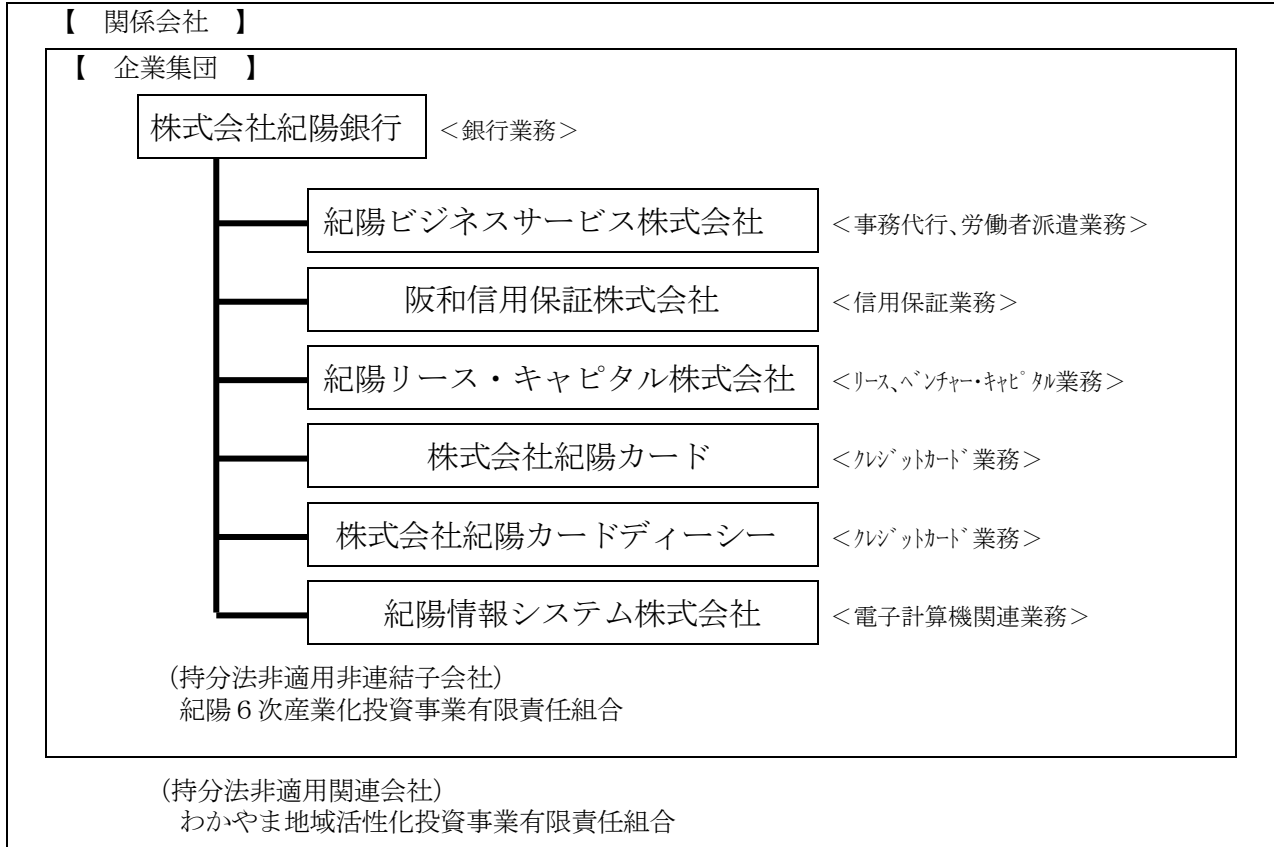 【　関係会社　】
【　企業集団　】
株式会社紀陽銀行　＜銀行業務＞
紀陽ビジネスサービス株式会社　＜事務代行、労働者派遣業務＞
阪和信用保証株式会社　＜信用保証業務＞
紀陽リース・キャピタル株式会社　＜ﾘｰｽ、ﾍﾞﾝﾁｬｰ・ｷｬﾋﾟﾀﾙ業務＞
株式会社紀陽カード　＜ｸﾚｼﾞｯﾄｶｰﾄﾞ業務＞
株式会社紀陽カードディーシー　＜ｸﾚｼﾞｯﾄｶｰﾄﾞ業務＞
紀陽情報システム株式会社　＜電子計算機関連業務＞
（持分法非適用非連結子会社）
紀陽６次産業化投資事業有限責任組合
（持分法非適用関連会社）
わかやま地域活性化投資事業有限責任組合